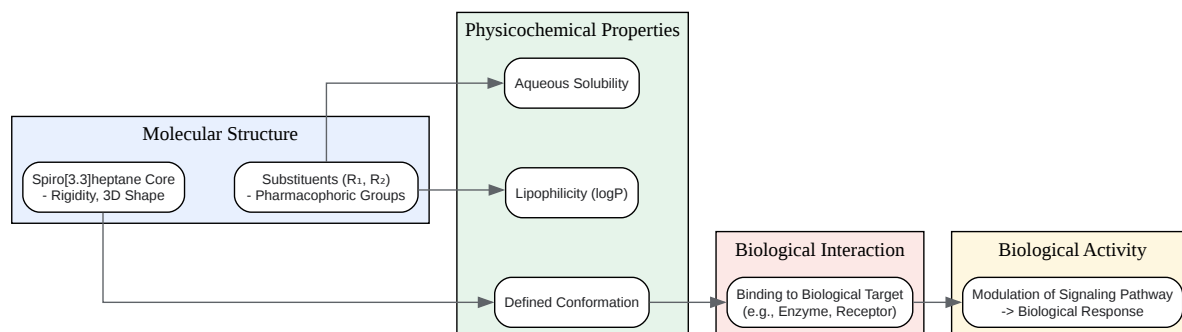 Physicochemical Properties
Aqueous Solubility
Molecular Structure
Spiro[3.3]heptane Core
- Rigidity, 3D Shape
Substituents (R₁, R₂)
- Pharmacophoric Groups
Lipophilicity (logP)
Defined Conformation
Biological Interaction
Binding to Biological Target
(e.g., Enzyme, Receptor)
Biological Activity
Modulation of Signaling Pathway
-> Biological Response